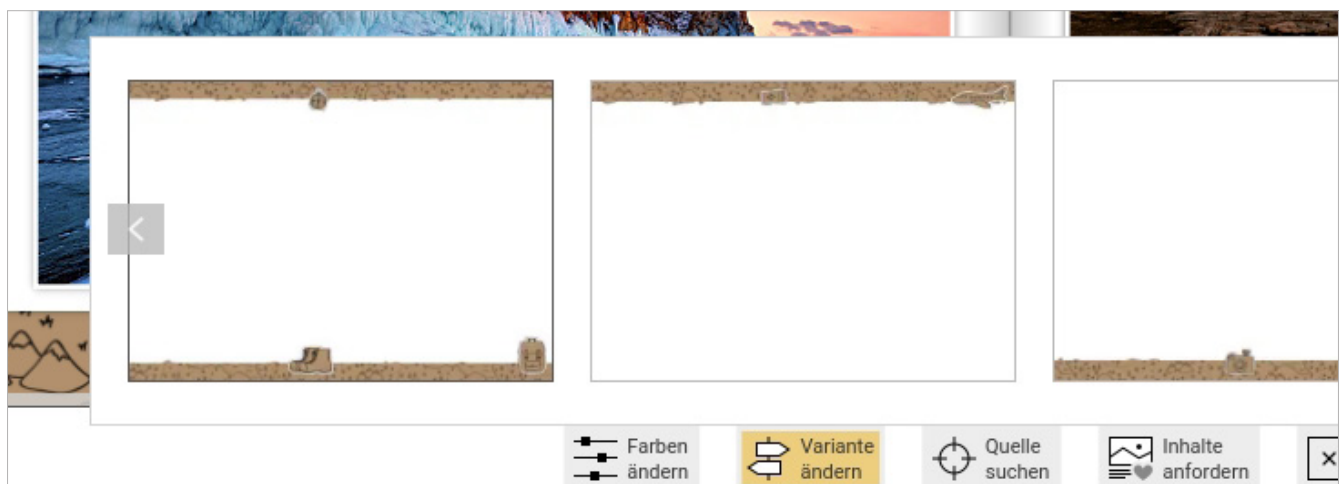 Farben
ändern
Variante
ändern
Quelle
suchen
Inhalte
anfordern